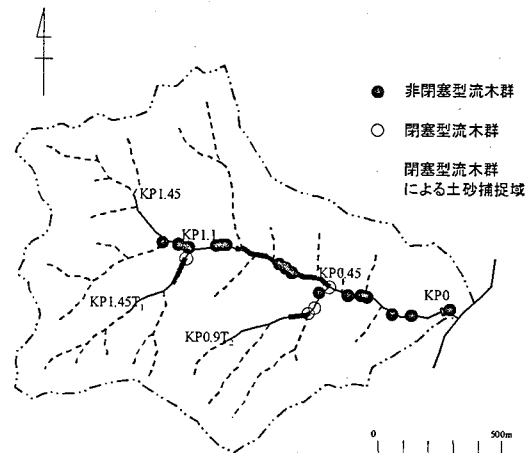 非閉塞型流木群
閉塞型流木群
閉塞型流木群
による土砂捕捉域
KP1.45
KP1.1
KP0.45
KP0
KP1.45T
KP0.9T
0
500m